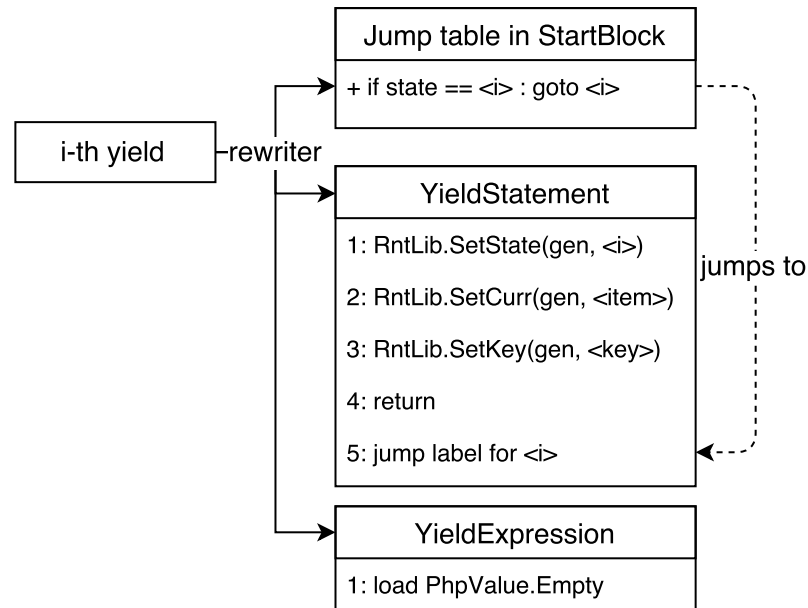 Jump table in StartBlock
+ if state == <i> : goto <i>
i-th yield
rewriter
YieldStatement
1: RntLib.SetState(gen, <i>)
jumps to
2: RntLib.SetCurr(gen, <item>)
3: RntLib.SetKey(gen, <key>)
4: return
5: jump label for <i>
YieldExpression
1: load PhpValue.Empty